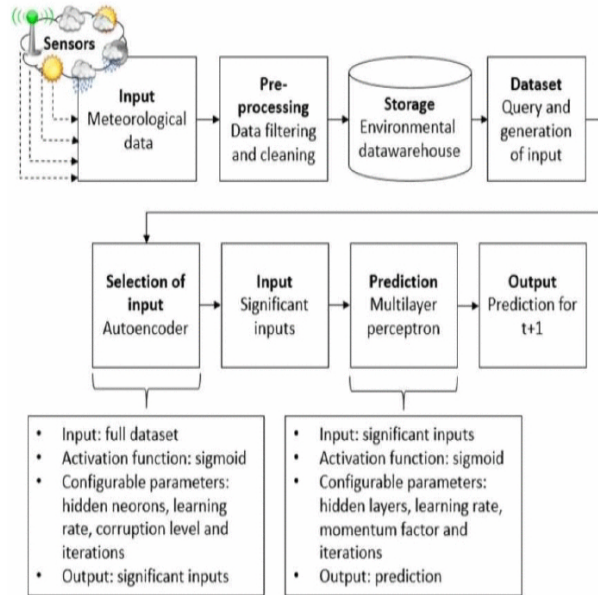 Sensors
Input
Meteorological
data
Pre-
processing
Data filtering
and cleaning
Storage
Environmental
datawarehouse
Dataset
Query and
generation
of input
Selection of
input
Autoencoder
Input
Significant
inputs
Prediction
Multilayer
perceptron
Output
Prediction for
t+1
• Input: full dataset
• Activation function: sigmoid
• Configurable parameters:
hidden nerons, learning
rate, corruption level and
iterations
• Output: significant inputs
• Input: significant inputs
• Activation function: sigmoid
• Configurable parameters:
hidden layers, learning rate,
momentum factor and
iterations
• Output: prediction